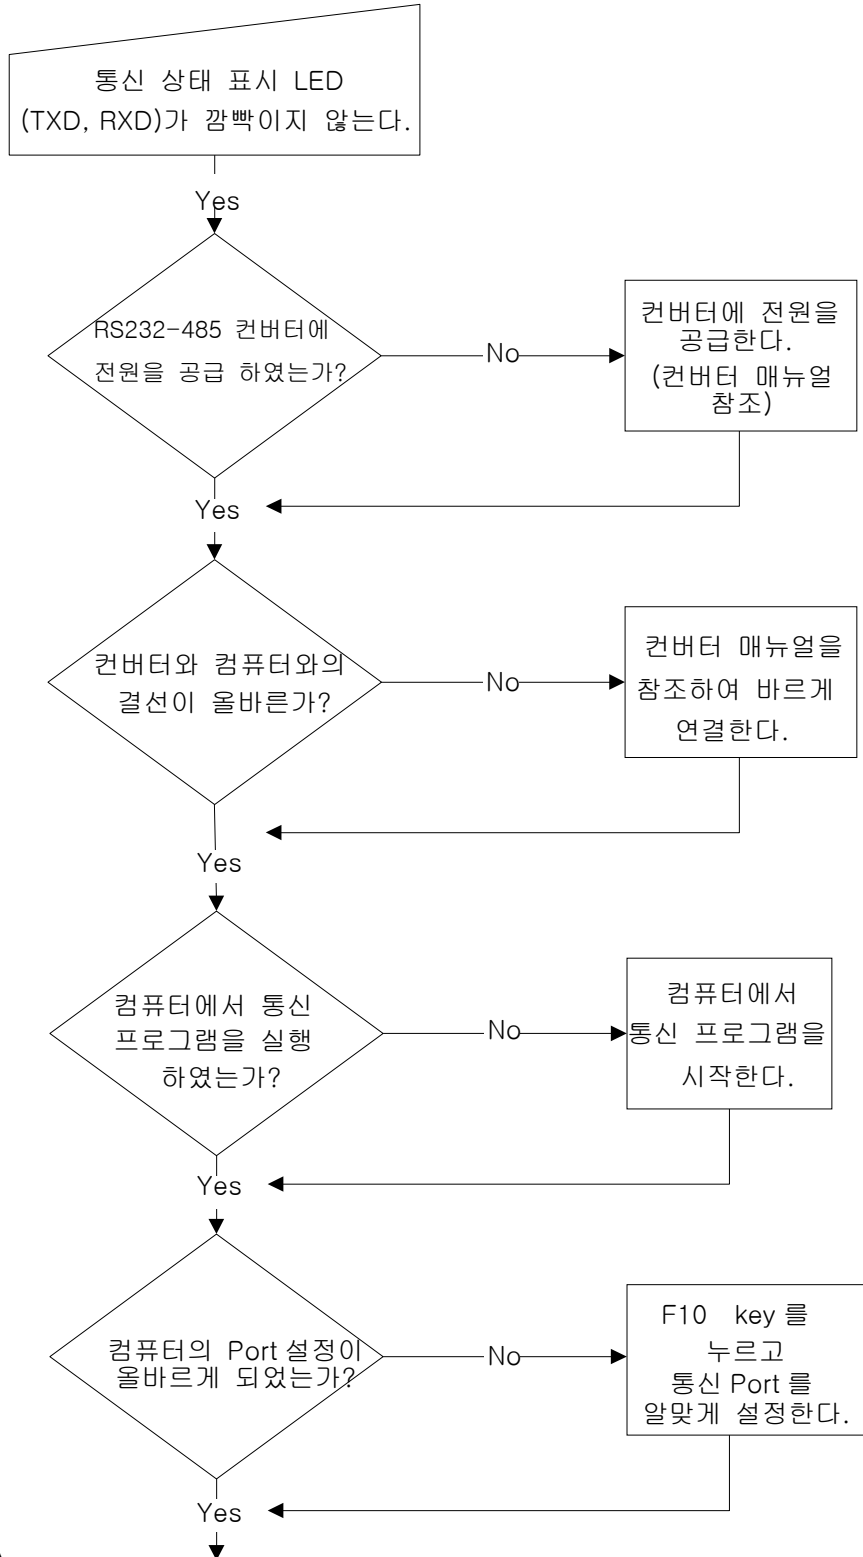 통신 상태 표시 LED
(TXD, RXD)가 깜빡이지 않는다.
Yes
RS232-485 컨버터에
전원을 공급 하였는가?
No
컨버터에 전원을
공급한다.
(컨버터 매뉴얼
참조)
Yes
컨버터와 컴퓨터와의
결선이 올바른가?
No
컨버터 매뉴얼을
참조하여 바르게
연결한다.
Yes
컴퓨터에서 통신
프로그램을 실행
하였는가?
No
컴퓨터에서
통신 프로그램을
시작한다.
Yes
컴퓨터의 Port 설정이
올바르게 되었는가?
No
F10 key 를
누르고
통신 Port 를
알맞게 설정한다.
Yes